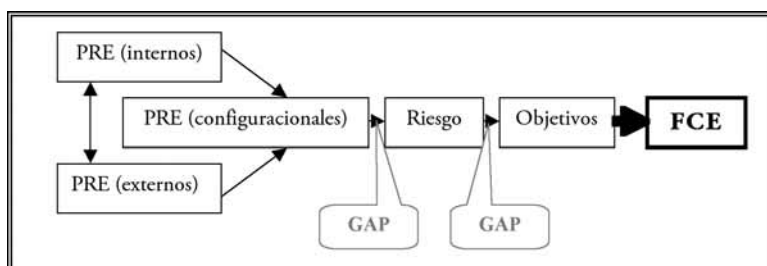 PRE (internos)
PRE (configuracionales)
Riesgo
Objetivos
FCE
PRE (externos)
GAP
GAP